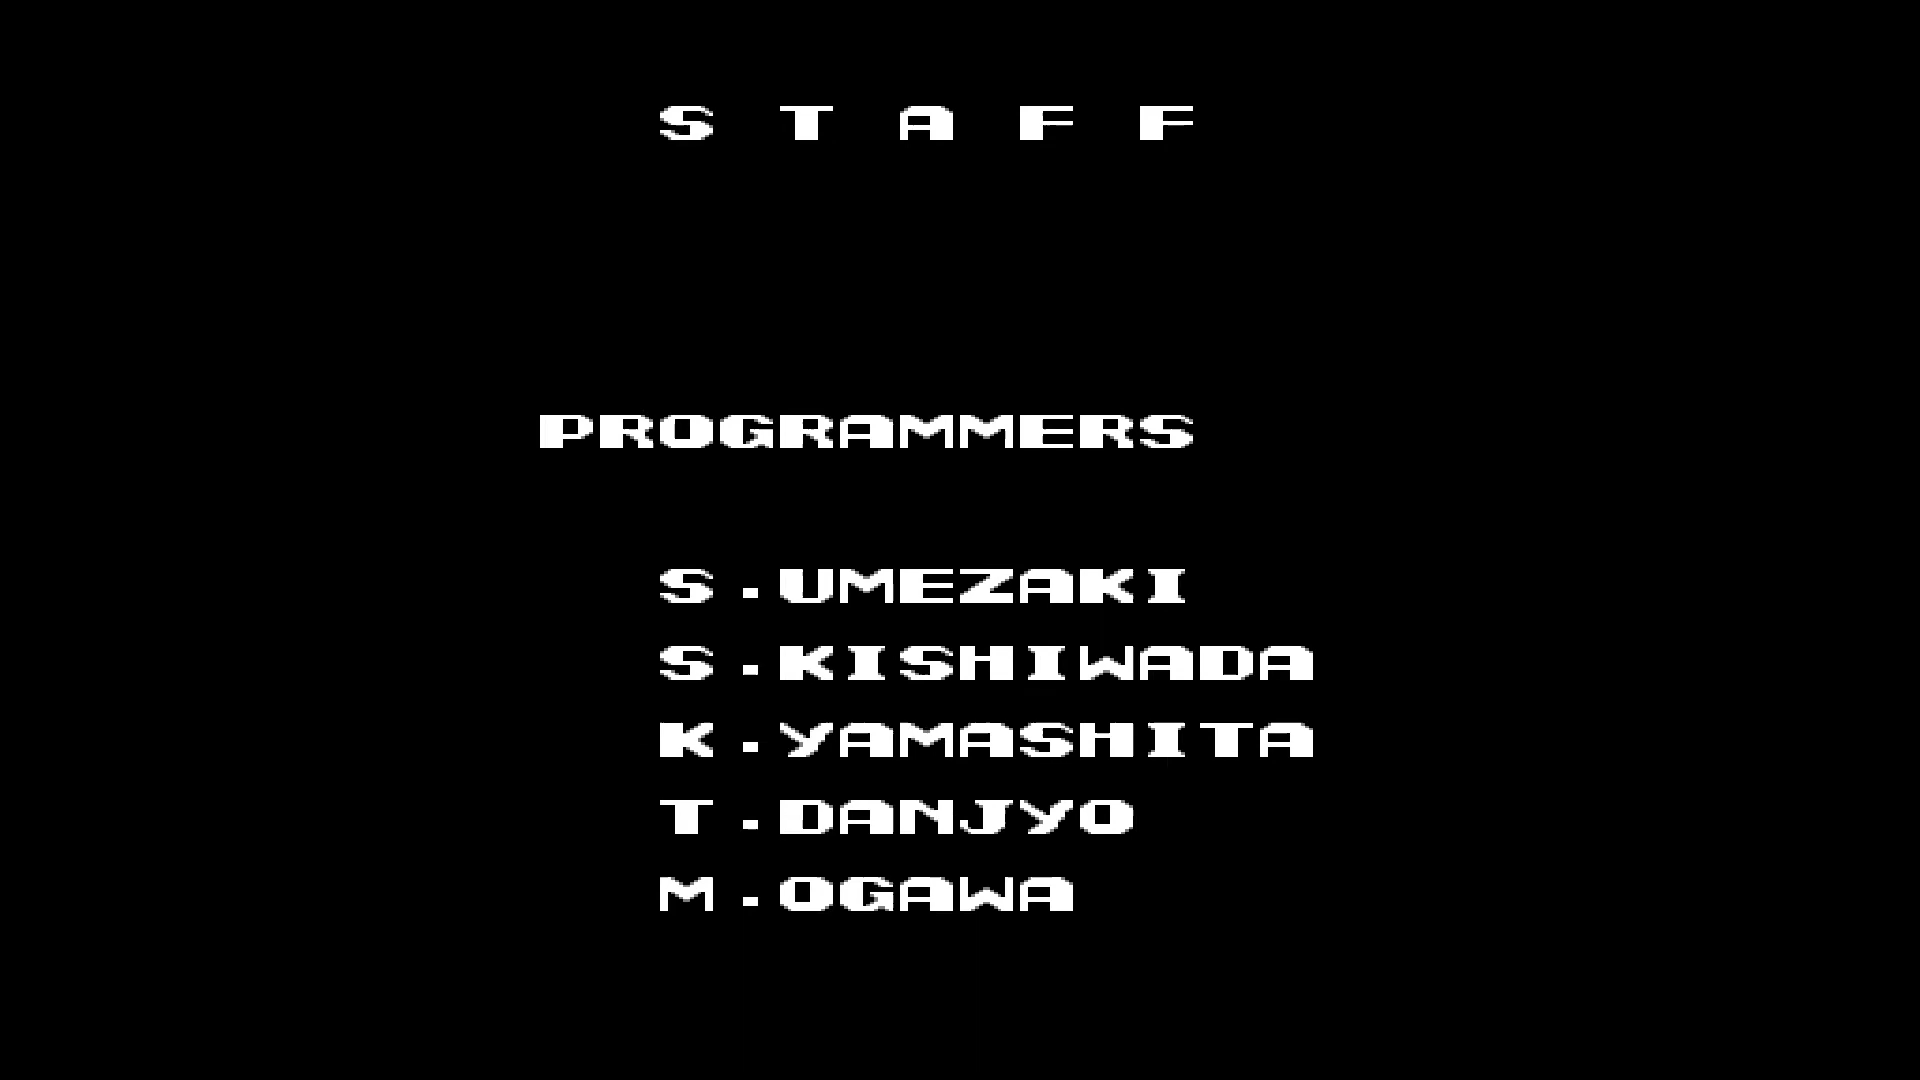 S T A F F
PROGRAMMERS
S.UMEZAKI
S.KISHIWADA
K.YAMASHITA
T.DANJYO
M.OGAWA